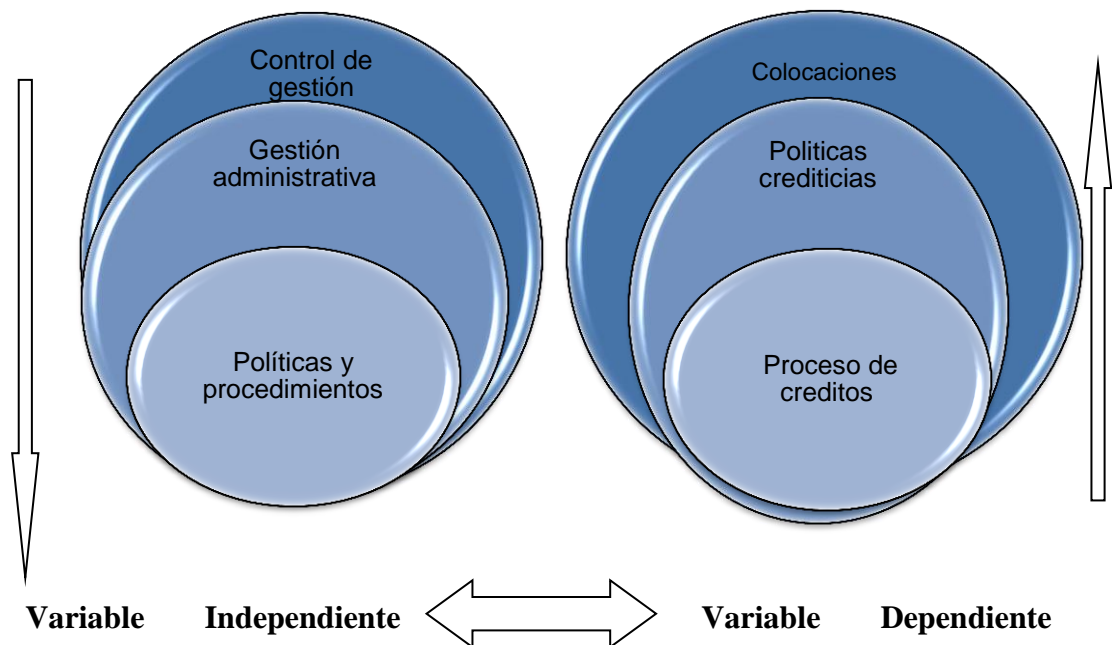 Control de
gestión
Gestión
administrativa
Políticas y
procedimientos
Colocaciones
Politicas
crediticias
Proceso de
creditos
Variable Independiente
Variable Dependiente